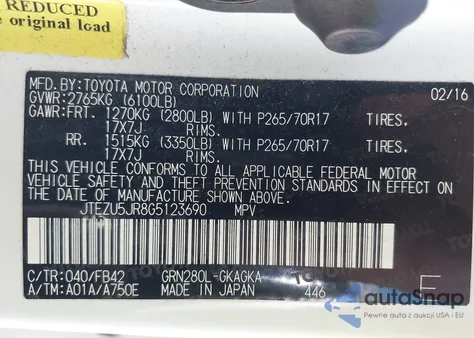 REDUCED
e original load
MFD.BY:TOYOTA MOTOR CORPORATION 02/16
GVWR:2765KG (6100LB)
GAWR:FRT. 1270KG (2800LB) WITH P265/70R17 TIRES.
17X7J RIMS.
RR. 1515KG (3350LB) WITH P265/70R17 TIRES.
17X7J RIMS.
THIS VEHICLE CONFORMS TO ALL APPLICABLE FEDERAL MOTOR
VEHICLE SAFETY AND THEFT PREVENTION STANDARDS IN EFFECT ON
THE DATE OF MANUFACTURE SHOWN ABOVE.
JTEZU5JR8G5123690 MPV
C/TR:040/FB42 GRN280L-GKAGKA
A/TM:A01A/A750E MADE IN JAPAN 446 E
autoSnap
Pewne auta z aukcji USA i EU